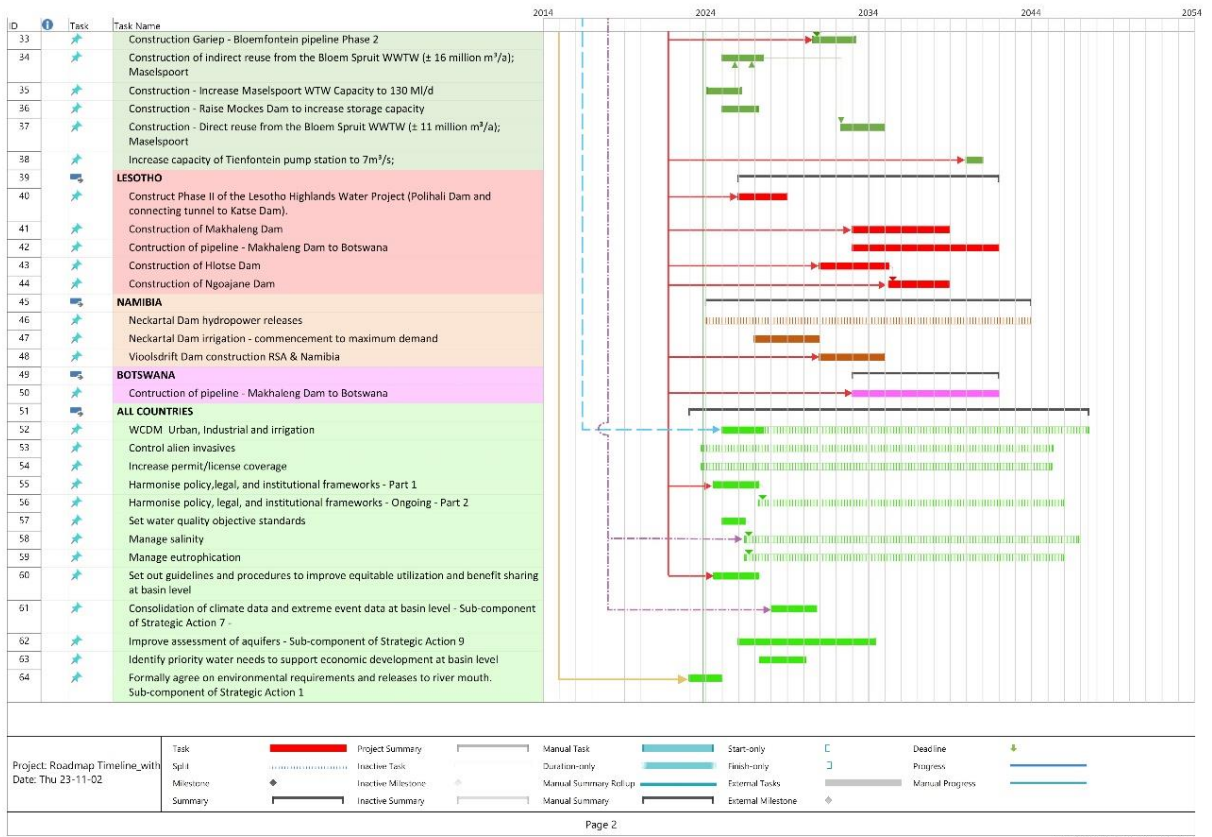 2014 2024 2034 2044 2054
ID Task Task Name
33 Construction Gariep - Bloemfontein pipeline Phase 2
34 Construction of indirect reuse from the Bloem Spruit WWTW (± 16 million m³/a);
Maselspoort
35 Construction - Increase Maselspoort WTW Capacity to 130 Ml/d
36 Construction - Raise Mockes Dam to increase storage capacity
37 Construction - Direct reuse from the Bloem Spruit WWTW (± 11 million m³/a);
Maselspoort
38 Increase capacity of Tienfontein pump station to 7m³/s;
39 LESOTHO
40 Construct Phase II of the Lesotho Highlands Water Project (Polihali Dam and
connecting tunnel to Katse Dam).
41 Construction of Makhaleng Dam
42 Contruction of pipeline - Makhaleng Dam to Botswana
43 Construction of Hlotse Dam
44 Construction of Ngoajane Dam
45 NAMIBIA
46 Neckartal Dam hydropower releases
47 Neckartal Dam irrigation - commencement to maximum demand
48 Vioolsdrift Dam construction RSA & Namibia
49 BOTSWANA
50 Contruction of pipeline - Makhaleng Dam to Botswana
51 ALL COUNTRIES
52 WCDM Urban, Industrial and irrigation
53 Control alien invasives
54 Increase permit/license coverage
55 Harmonise policy,legal, and institutional frameworks - Part 1
56 Harmonise policy, legal, and institutional frameworks - Ongoing - Part 2
57 Set water quality objective standards
58 Manage salinity
59 Manage eutrophication
60 Set out guidelines and procedures to improve equitable utilization and benefit sharing
at basin level
61 Consolidation of climate data and extreme event data at basin level - Sub-component
of Strategic Action 7 -
62 Improve assessment of aquifers - Sub-component of Strategic Action 9
63 Identify priority water needs to support economic development at basin level
64 Formally agree on environmental requirements and releases to river mouth.
Sub-component of Strategic Action 1
Project: Roadmap Timeline_with
Date: Thu 23-11-02
Task Project Summary Manual Task Start-only Deadline
Split Inactive Task Duration-only Finish-only Progress
Milestone Inactive Milestone Manual Summary Rollup External Tasks Manual Progress
Summary Inactive Summary Manual Summary External Milestone
Page 2